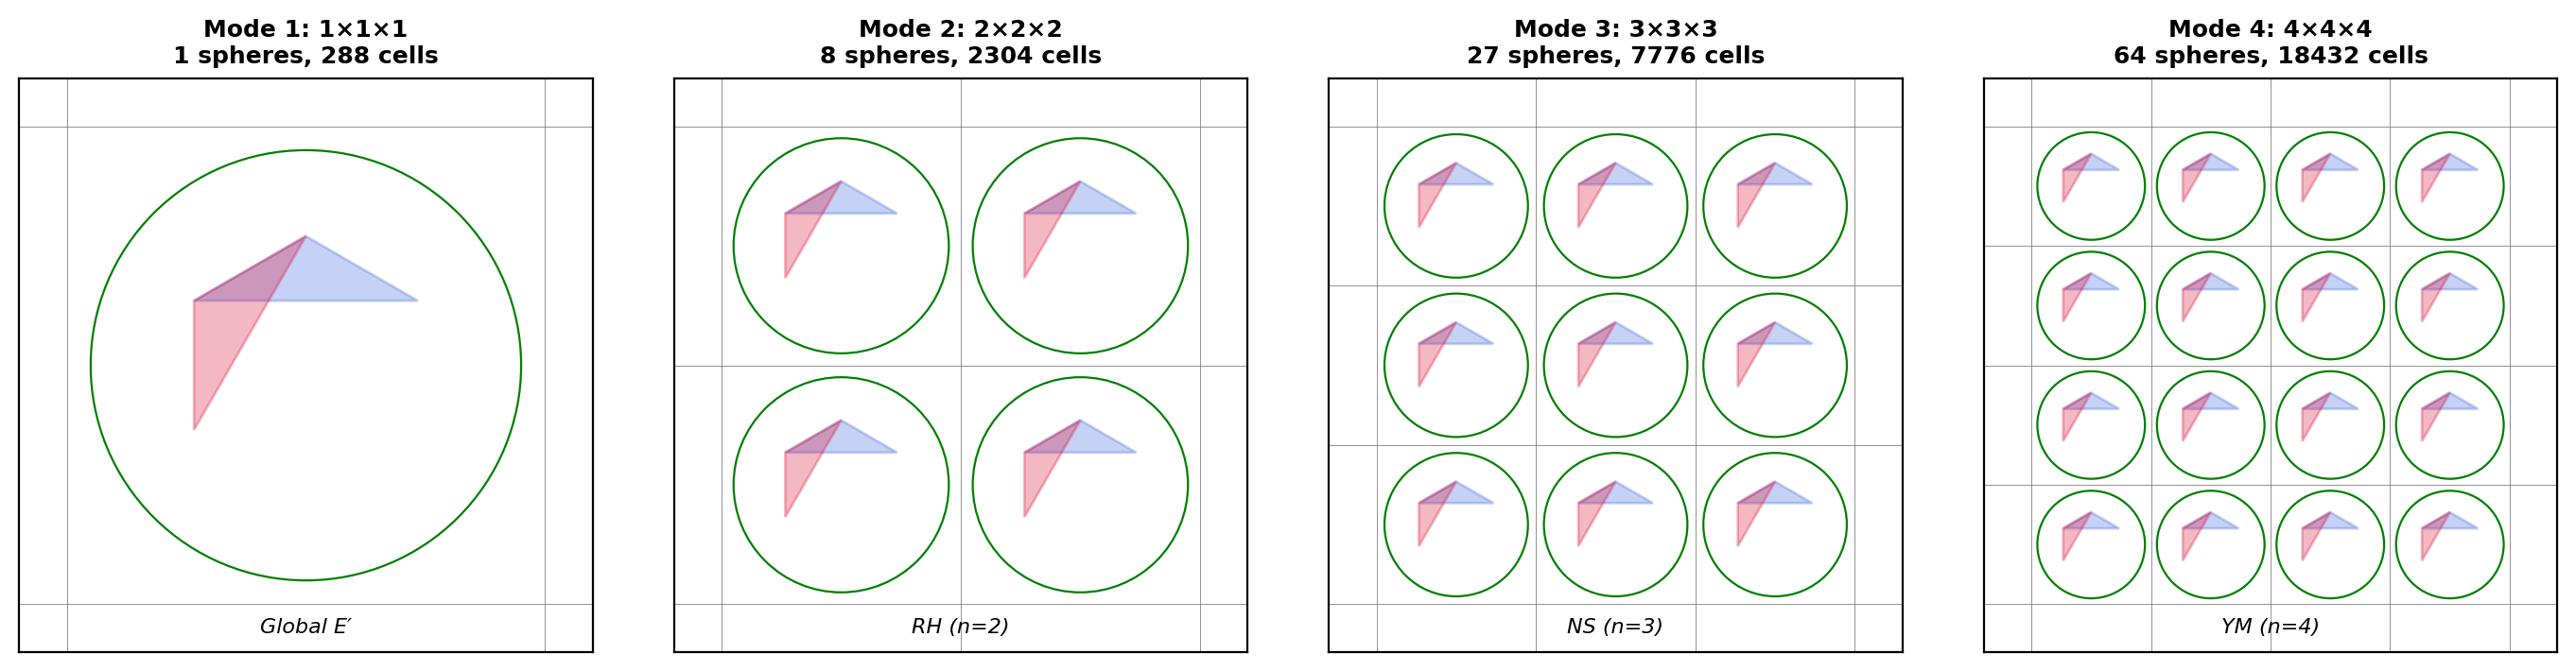 Mode 1: 1×1×1
1 spheres, 288 cells
Global E′
Mode 2: 2×2×2
8 spheres, 2304 cells
RH (n=2)
Mode 3: 3×3×3
27 spheres, 7776 cells
NS (n=3)
Mode 4: 4×4×4
64 spheres, 18432 cells
YM (n=4)